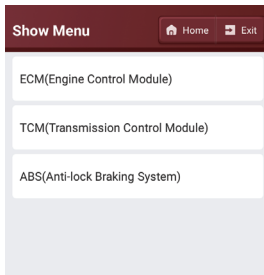 Show Menu
Home
Exit
ECM(Engine Control Module)
TCM(Transmission Control Module)
ABS(Anti-lock Braking System)